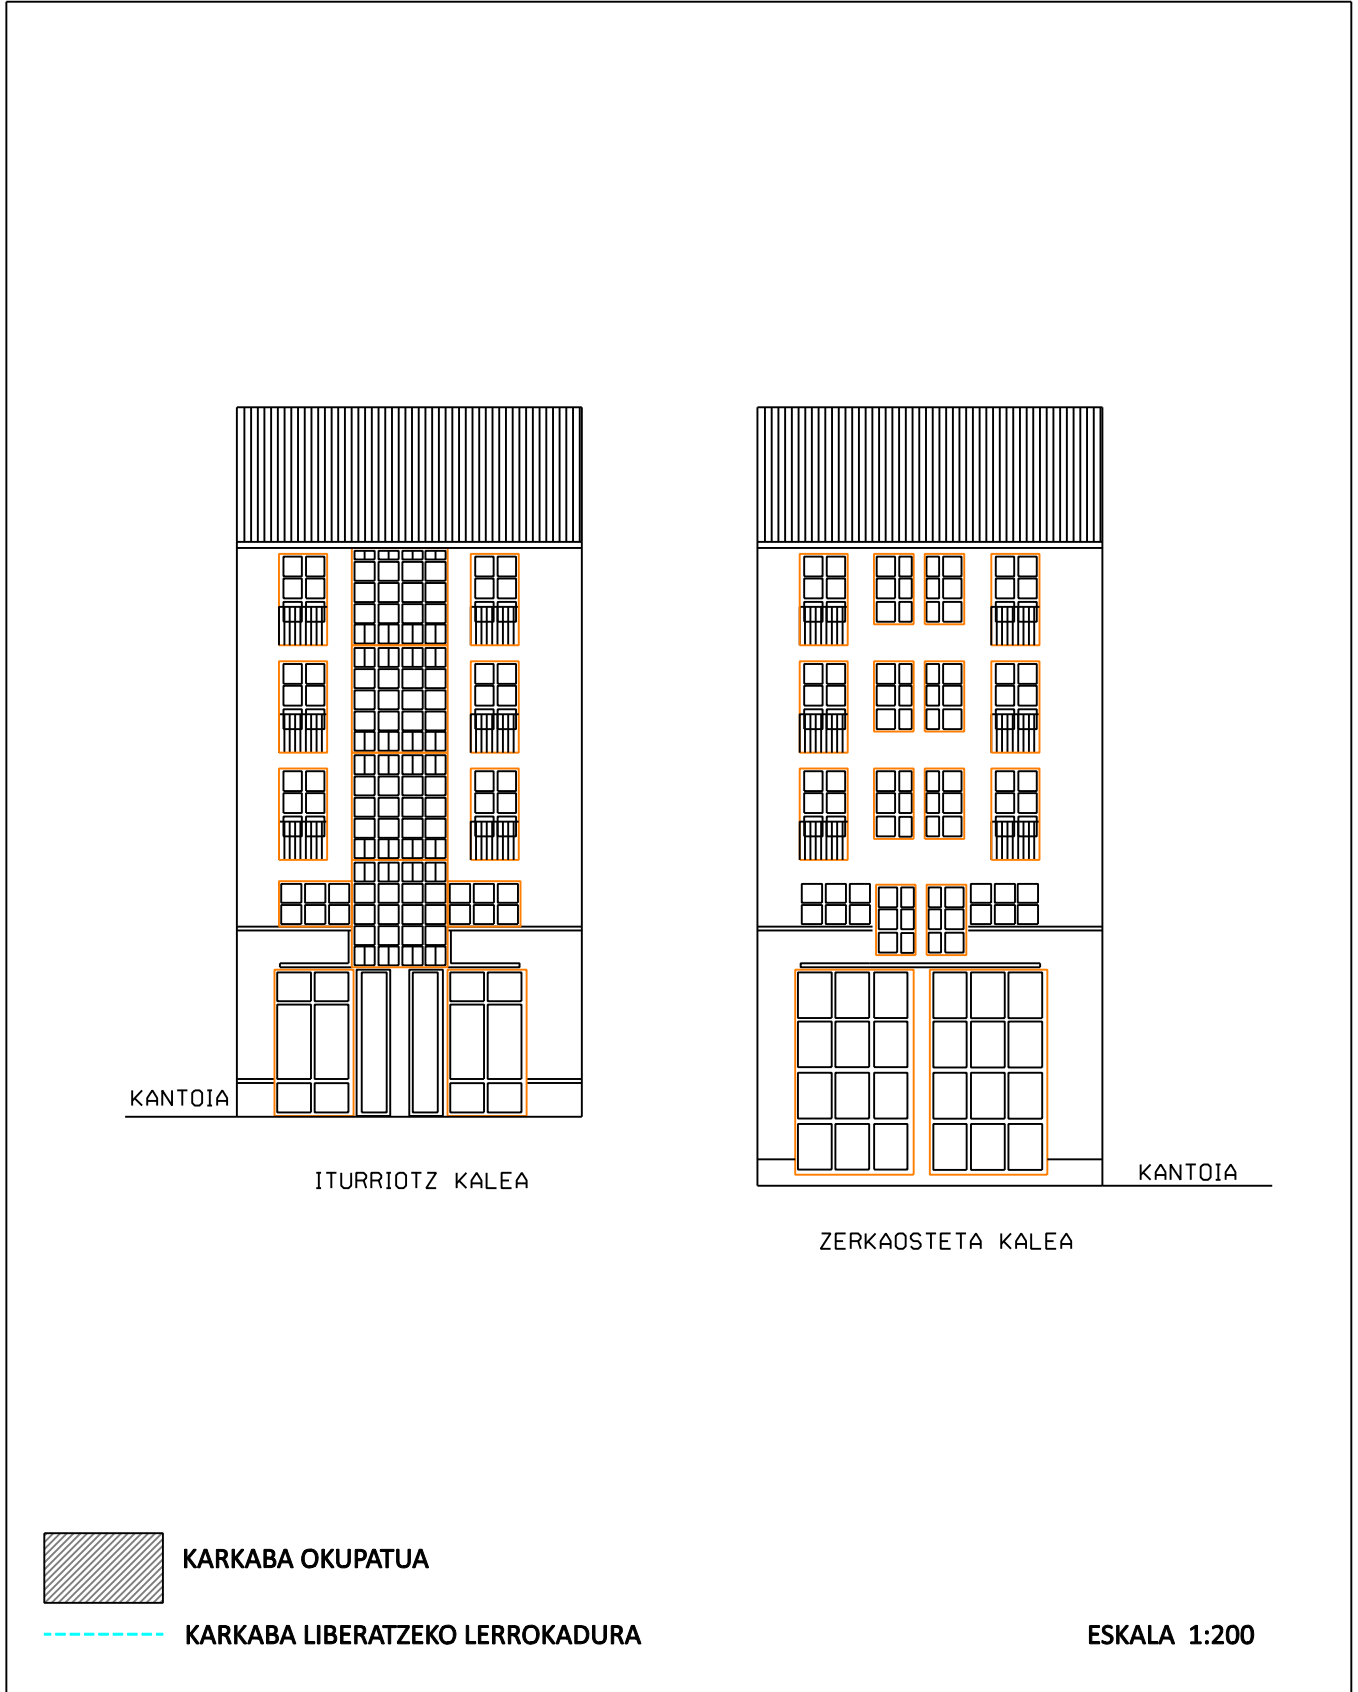 KANTOIA
ITURRIOTZ KALEA
KANTOIA
ZERKAOSTETA KALEA
KARKABA OKUPATUA
KARKABA LIBERATZEKO LERROKADURA
ESKALA 1:200